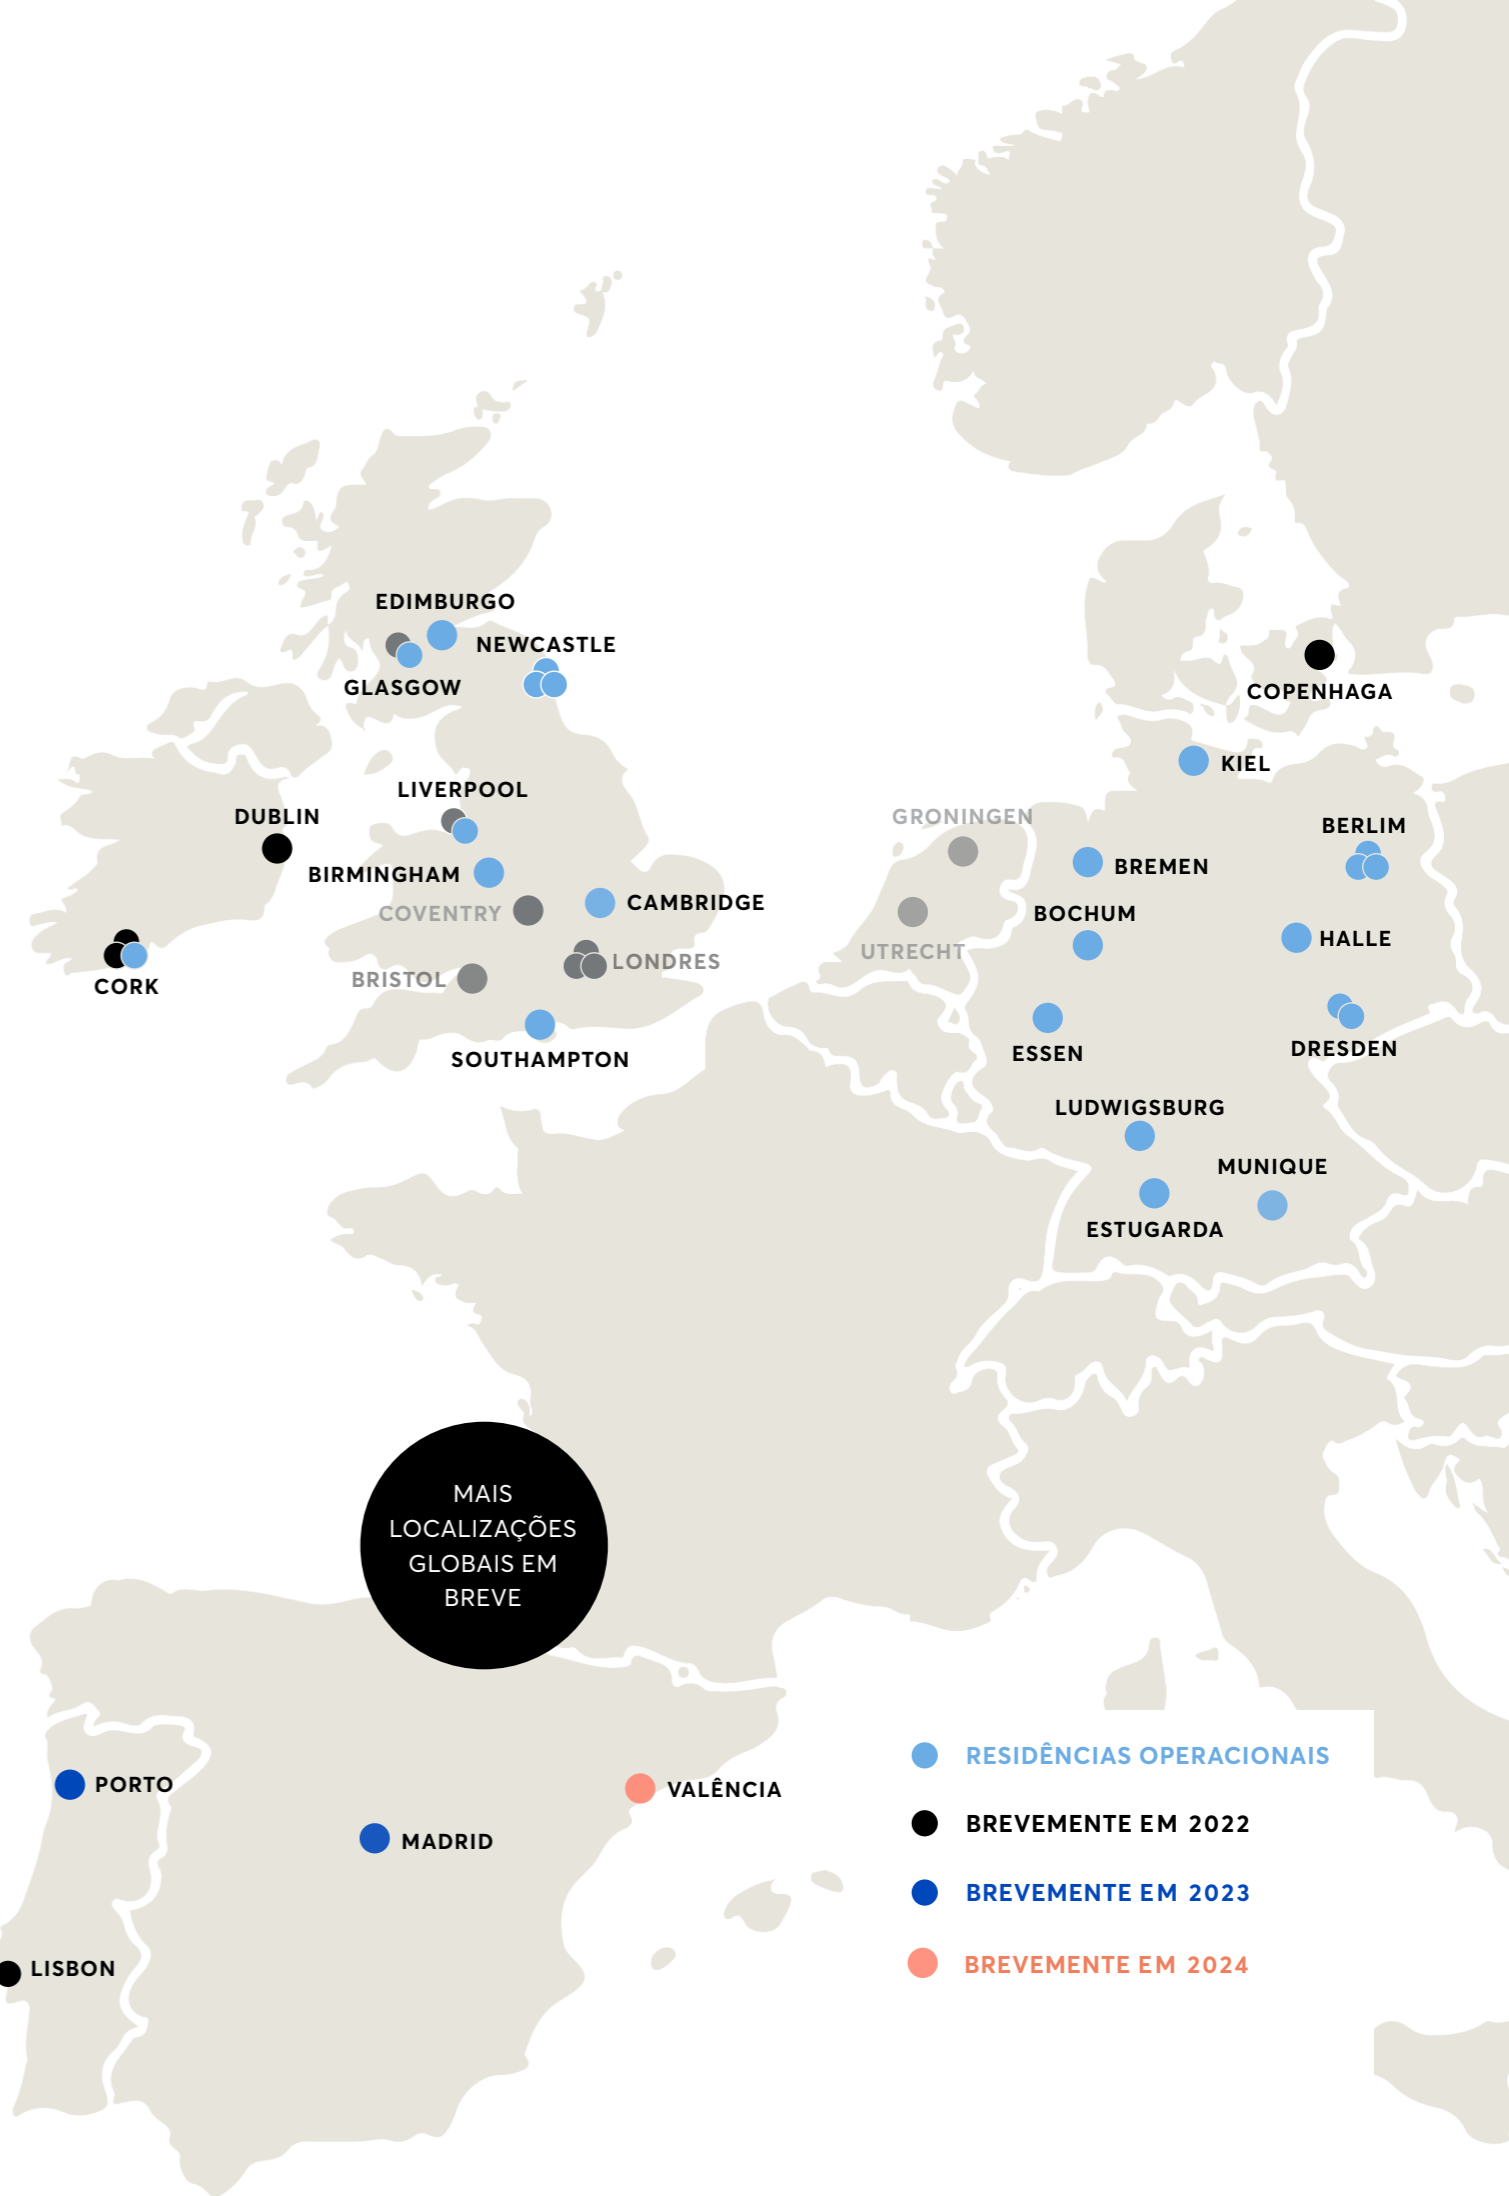 EDIMBURGO
NEWCASTLE
GLASGOW
COPENHAGA
KIEL
LIVERPOOL
DUBLIN
GRONINGEN
BERLIM
BIRMINGHAM
BREMEN
CAMBRIDGE
COVENTRY
BOCHUM
HALLE
UTRECHT
LONDRES
BRISTOL
CORK
ESSEN
DRESDEN
SOUTHAMPTON
LUDWIGSBURG
MUNIQUE
ESTUGARDA
MAIS
LOCALIZAÇÕES
GLOBAIS EM
BREVE
PORTO
VALÊNCIA
MADRID
LISBON
RESIDÊNCIAS OPERACIONAIS
BREVEMENTE EM 2022
BREVEMENTE EM 2023
BREVEMENTE EM 2024